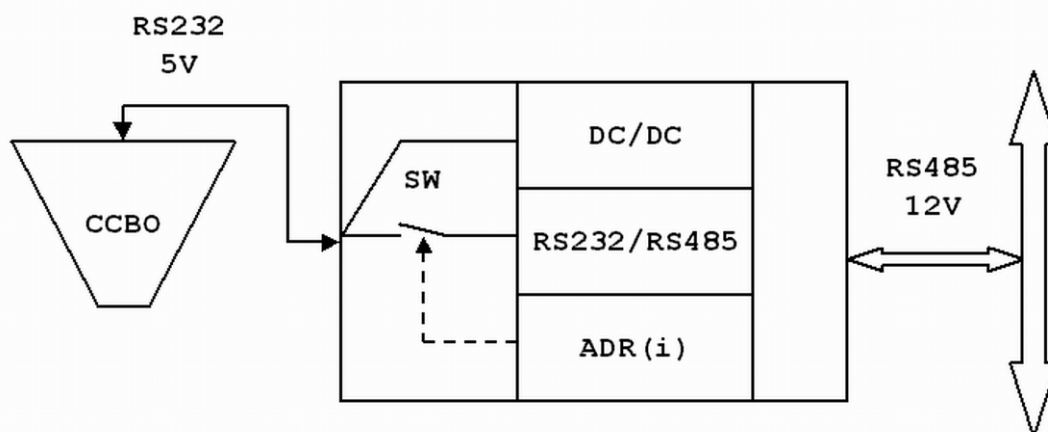 RS232
5V
DC/DC
SW
RS485
12V
CCBO
RS232/RS485
ADR(i)